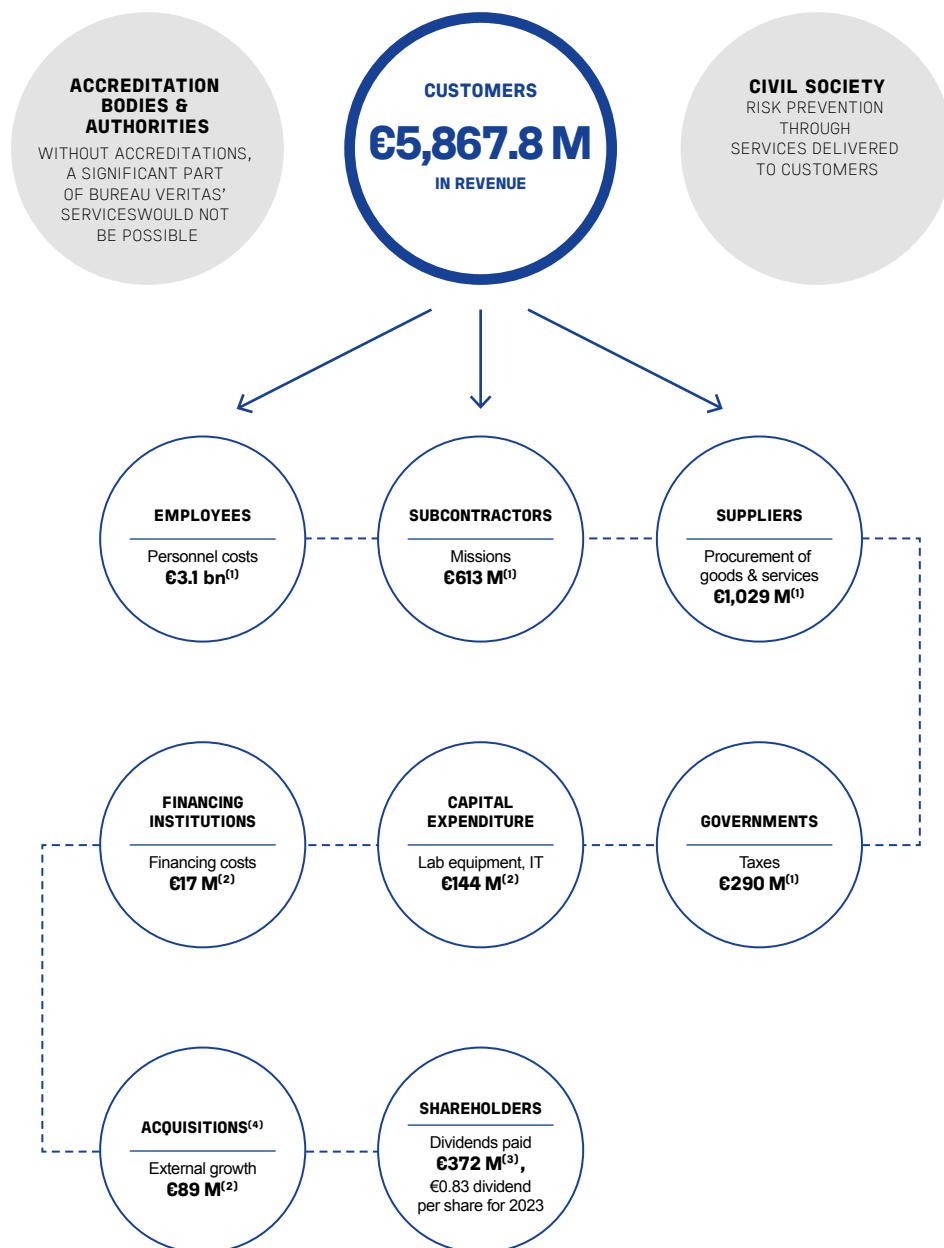 ACCREDITATION
BODIES &
AUTHORITIES
WITHOUT ACCREDITATIONS,
A SIGNIFICANT PART
OF BUREAU VERITAS'
SERVICESWOULD NOT
BE POSSIBLE
CUSTOMERS
€5,867.8 M
IN REVENUE
CIVIL SOCIETY
RISK PREVENTION
THROUGH
SERVICES DELIVERED
TO CUSTOMERS
EMPLOYEES
Personnel costs
€3.1 bn(1)
SUBCONTRACTORS
Missions
€613 M(1)
SUPPLIERS
Procurement of
goods & services
€1,029 M(1)
FINANCING
INSTITUTIONS
Financing costs
€17 M(2)
CAPITAL
EXPENDITURE
Lab equipment, IT
€144 M(2)
GOVERNMENTS
Taxes
€290 M(1)
ACQUISITIONS(4)
External growth
€89 M(2)
SHAREHOLDERS
Dividends paid
€372 M(3),
€0.83 dividend
per share for 2023